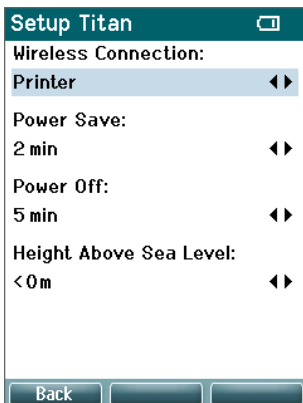 Setup Titan
Wireless Connection:
Printer
Power Save:
2 min
Power Off:
5 min
Height Above Sea Level:
<0m
Back